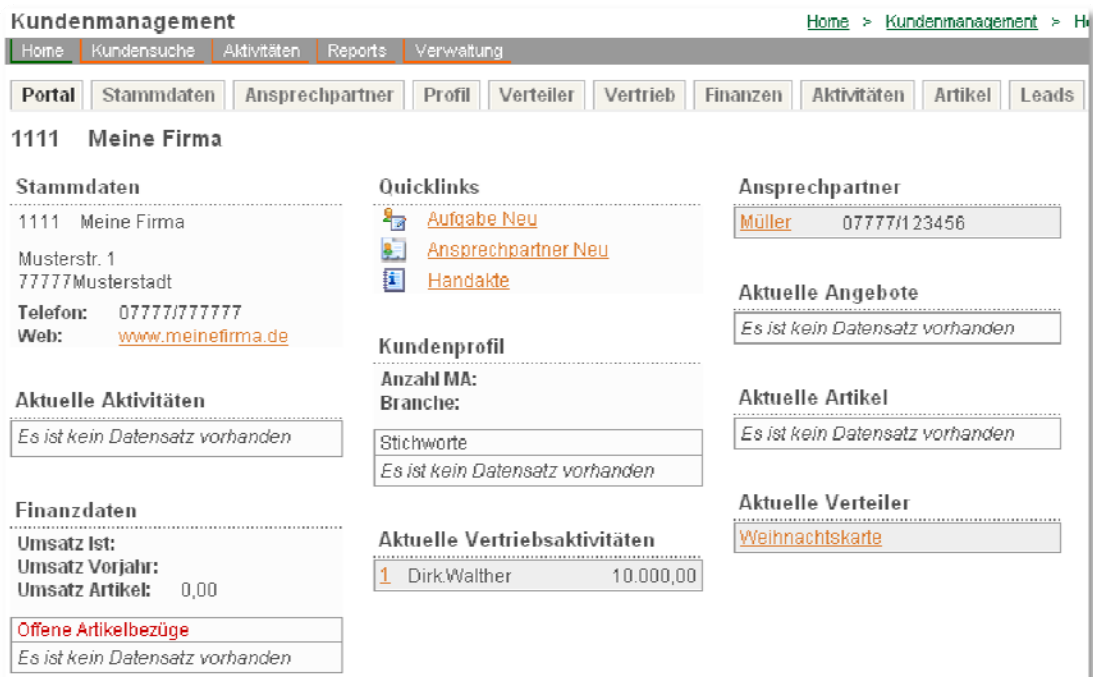 Kundenmanagement
Home > Kundenmanagement >
Home Kundensuche Aktivitäten Reports Verwaltung
Portal Stammdaten Ansprechpartner Profil Verteiler Vertrieb Finanzen Aktivitäten Artikel Leads
1111 Meine Firma
Stammdaten
1111 Meine Firma
Musterstr. 1
77777Musterstadt
Telefon: 07777/777777
Web: www.meinefirma.de
Aktuelle Aktivitäten
Es ist kein Datensatz vorhanden
Finanzdaten
Umsatz Ist:
Umsatz Vorjahr:
Umsatz Artikel: 0,00
Offene Artikelbezüge
Es ist kein Datensatz vorhanden
Quicklinks
Aufgabe Neu
Ansprechpartner Neu
Handakte
Kundenprofil
Anzahl MA:
Branche:
Stichworte
Es ist kein Datensatz vorhanden
Aktuelle Vertriebsaktivitäten
1 Dirk.Walther 10.000,00
Ansprechpartner
Müller 07777/123456
Aktuelle Angebote
Es ist kein Datensatz vorhanden
Aktuelle Artikel
Es ist kein Datensatz vorhanden
Aktuelle Verteiler
Weihnachtskarte